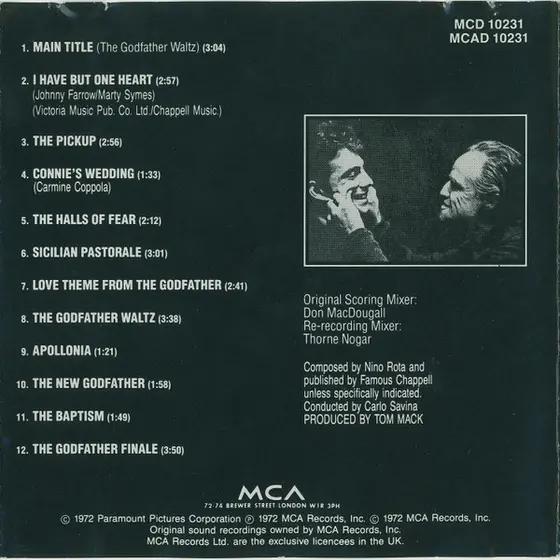 MCD 10231
MCAD 10231
1. MAIN TITLE (The Godfather Waltz) (3:04)
2. I HAVE BUT ONE HEART (2:57)
(Johnny Farrow/Marty Symes)
(Victoria Music Pub. Co. Ltd./Chappell Music.)
3. THE PICKUP (2:56)
4. CONNIE'S WEDDING (1:33)
(Carmine Coppola)
5. THE HALLS OF FEAR (2:12)
6. SICILIAN PASTORALE (3:01)
7. LOVE THEME FROM THE GODFATHER (2:41)
8. THE GODFATHER WALTZ (3:38)
9. APOLLONIA (1:21)
10. THE NEW GODFATHER (1:58)
11. THE BAPTISM (1:49)
12. THE GODFATHER FINALE (3:50)
Original Scoring Mixer:
Don MacDougall
Re-recording Mixer:
Thorne Nogar
Composed by Nino Rota and
published by Famous Chappell
unless specifically indicated.
Conducted by Carlo Savina
PRODUCED BY TOM MACK
MCA
72-74 BREWER STREET LONDON W1R 3PH
© 1972 Paramount Pictures Corporation ℗ 1972 MCA Records, Inc. © 1972 MCA Records, Inc.
Original sound recordings owned by MCA Records, Inc.
MCA Records Ltd. are the exclusive licencees in the UK.